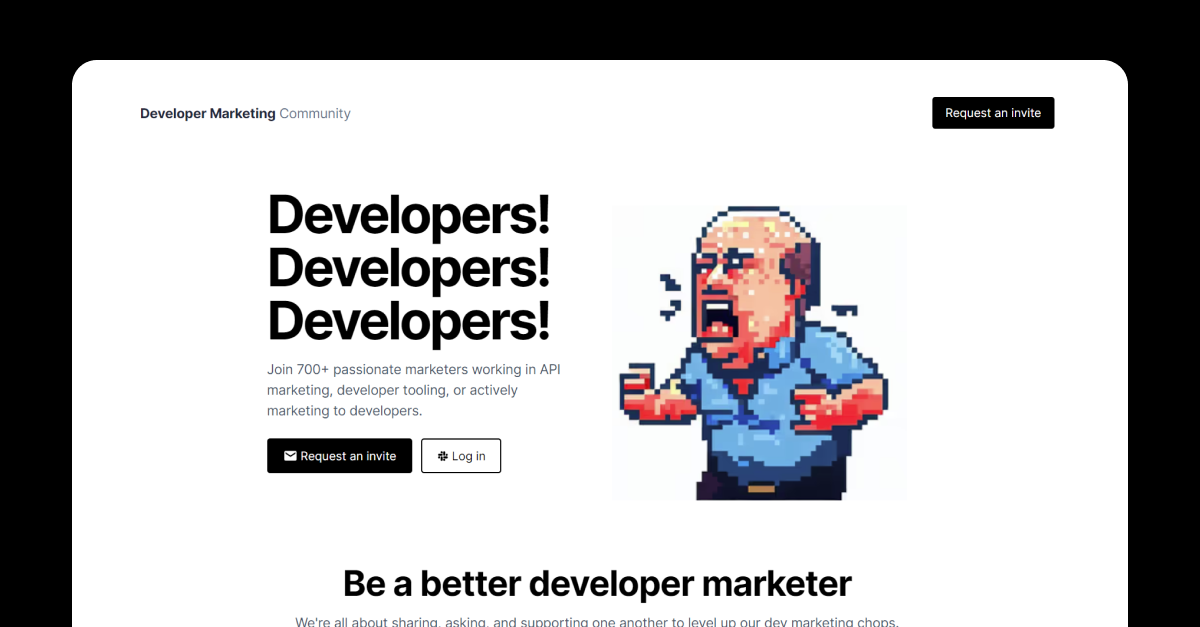 Developer Marketing Community
Request an invite
Developers!
Developers!
Developers!
Join 700+ passionate marketers working in API
marketing, developer tooling, or actively
marketing to developers.
Request an invite
Log in
Be a better developer marketer
We're all about sharing, asking, and supporting one another to level up our dev marketing chops.